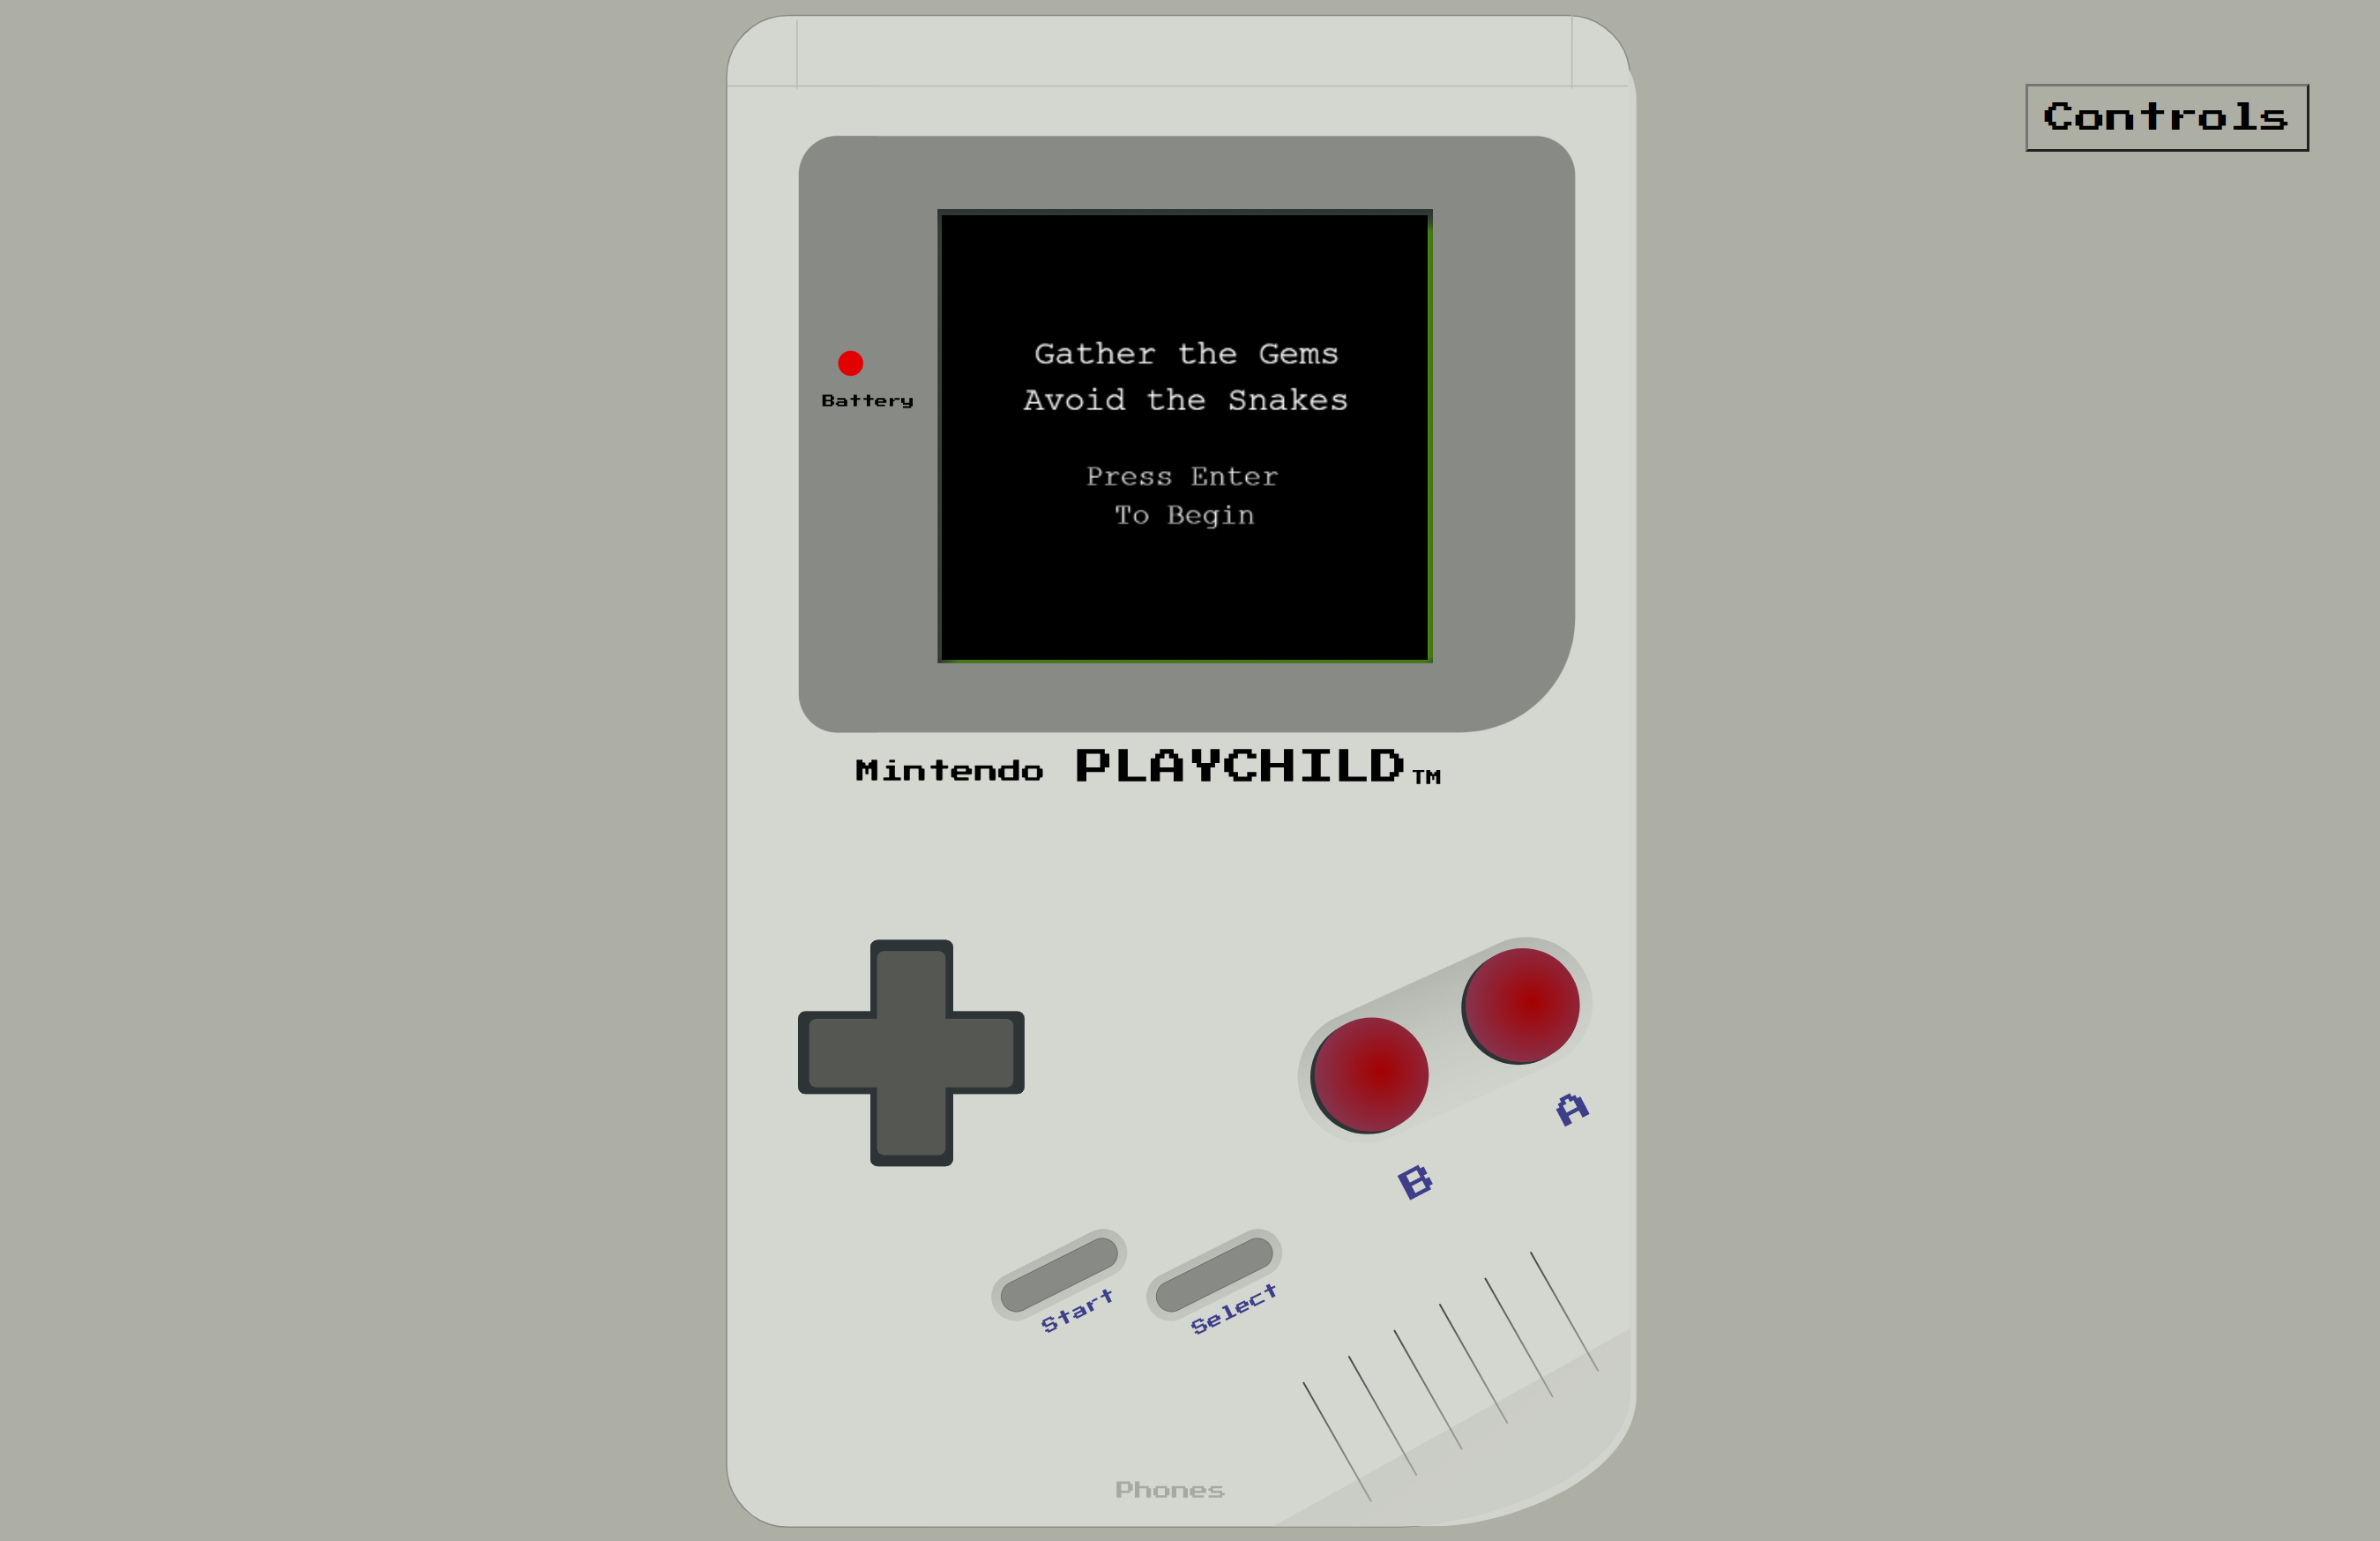 Controls
Gather the Gems
Avoid the Snakes
Press Enter
To Begin
Battery
Mintendo PLAYCHILD TM
A
B
Start
Select
Phones